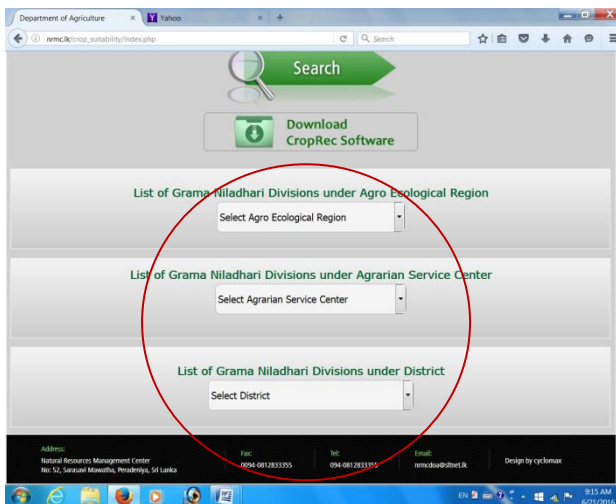 Department of Agriculture
Yahoo
nrmc.lk/crop_suitability/index.php
Search
Search
Download
CropRec Software
List of Grama Niladhari Divisions under Agro Ecological Region
Select Agro Ecological Region
List of Grama Niladhari Divisions under Agrarian Service Center
Select Agrarian Service Center
List of Grama Niladhari Divisions under District
Select District
Address:
Natural Resources Management Center
No: 52, Sarasavi Mawatha, Peradeniya, Sri Lanka
Fax:
0094-0812833355
Tel:
094-0812833355
Email:
nrmcdoa@sltnet.lk
Design by cyclomax
EN
9:15 AM
6/21/2016